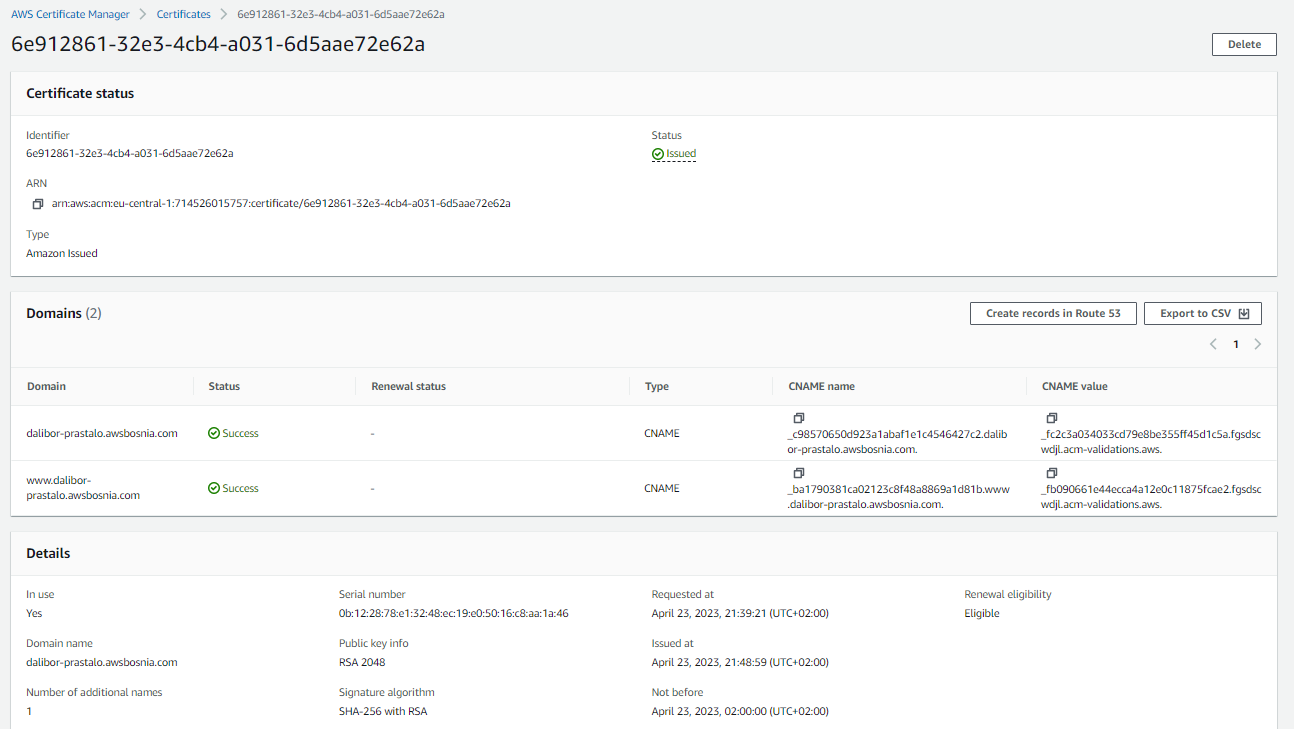 AWS Certificate Manager > Certificates > 6e912861-32e3-4cb4-a031-6d5aae72e62a
6e912861-32e3-4cb4-a031-6d5aae72e62a
Delete
Certificate status
Identifier
6e912861-32e3-4cb4-a031-6d5aae72e62a
Status
Issued
ARN
arn:aws:acm:eu-central-1:714526015757:certificate/6e912861-32e3-4cb4-a031-6d5aae72e62a
Type
Amazon Issued
Domains (2)
Create records in Route 53
Export to CSV
1
Domain Status Renewal status Type CNAME name CNAME value
dalibor-prastalo.awsbosnia.com Success - CNAME
_c98570650d923a1abaf1e1c4546427c2.dalib
or-prastalo.awsbosnia.com.
_fc2c3a034033cd79e8be355ff45d1c5a.fgsdsc
wdjl.acm-validations.aws.
www.dalibor-
prastalo.awsbosnia.com
Success - CNAME
_ba1790381ca02123c8f48a8869a1d81b.www
.dalibor-prastalo.awsbosnia.com.
_fb090661e44ecca4a12e0c11875fcae2.fgsdsc
wdjl.acm-validations.aws.
Details
In use
Yes
Serial number
0b:12:28:78:e1:32:48:ec:19:e0:50:16:c8:aa:1a:46
Requested at
April 23, 2023, 21:39:21 (UTC+02:00)
Renewal eligibility
Eligible
Domain name
dalibor-prastalo.awsbosnia.com
Public key info
RSA 2048
Issued at
April 23, 2023, 21:48:59 (UTC+02:00)
Number of additional names
1
Signature algorithm
SHA-256 with RSA
Not before
April 23, 2023, 02:00:00 (UTC+02:00)